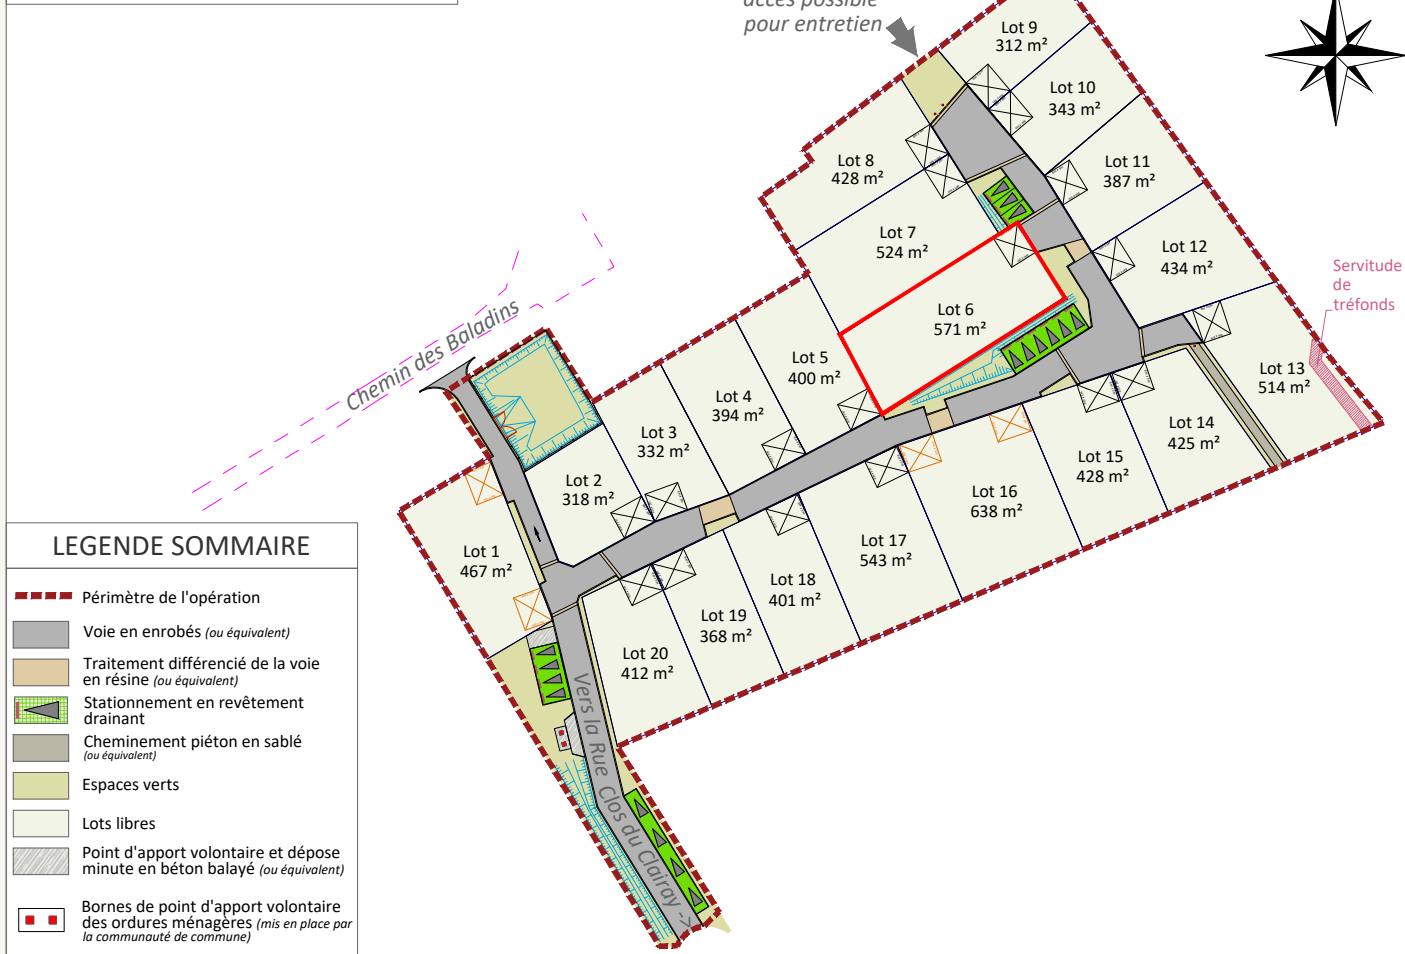 accès possible
pour entretien
Lot 9
312 m²
Lot 10
343 m²
Lot 11
387 m²
Lot 8
428 m²
Lot 7
524 m²
Lot 12
434 m²
Servitude
de
tréfonds
Lot 6
571 m²
Chemin des Baladins
Lot 5
400 m²
Lot 13
514 m²
Lot 4
394 m²
Lot 3
332 m²
Lot 14
425 m²
Lot 15
428 m²
Lot 2
318 m²
Lot 16
638 m²
Lot 17
543 m²
Lot 1
467 m²
Lot 18
401 m²
Lot 19
368 m²
Lot 20
412 m²
Vers la Rue Clos du Clairay ->
LEGENDE SOMMAIRE
Périmètre de l'opération
Voie en enrobés (ou équivalent)
Traitement différencié de la voie
en résine (ou équivalent)
Stationnement en revêtement
drainant
Cheminement piéton en sablé
(ou équivalent)
Espaces verts
Lots libres
Point d'apport volontaire et dépose
minute en béton balayé (ou équivalent)
Bornes de point d'apport volontaire
des ordures ménagères (mis en place par
la communauté de commune)